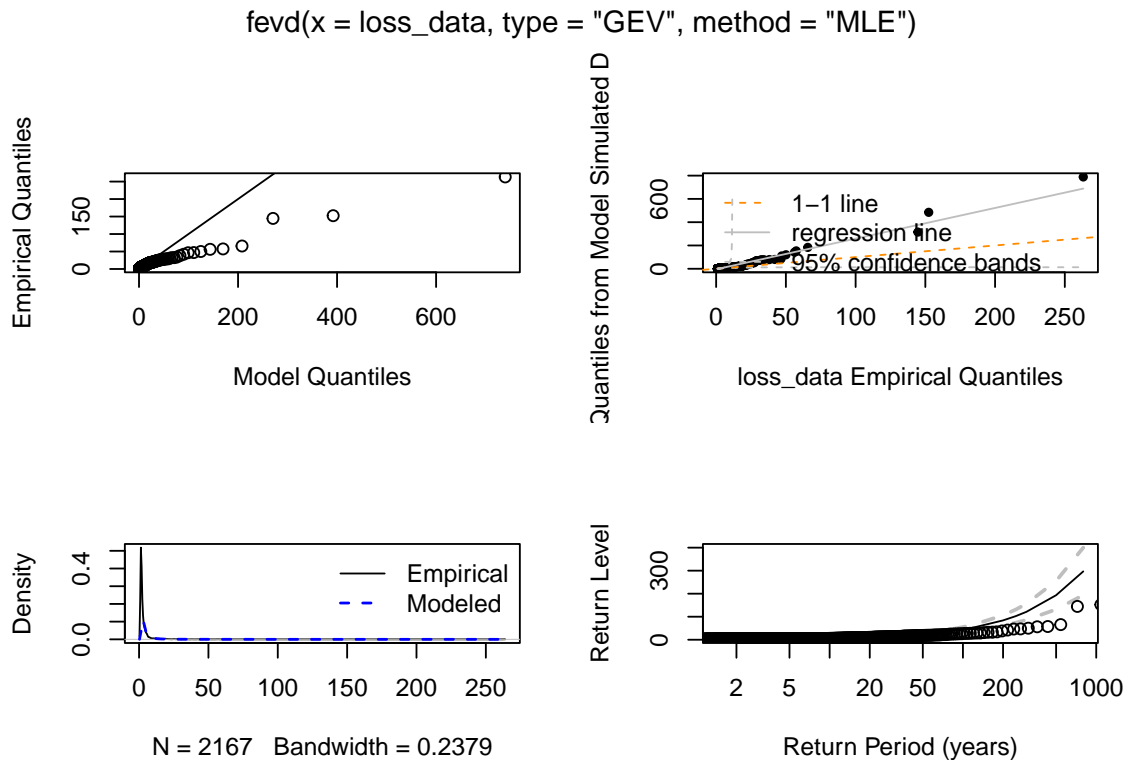 fevd(x = loss_data, type = "GEV", method = "MLE")
Empirical Quantiles
0
150
0
200
400
600
Model Quantiles
Quantiles from Model Simulated D
0
600
1−1 line
regression line
95% confidence bands
0
50
100
150
200
250
loss_data Empirical Quantiles
Density
0.0
0.4
Empirical
Modeled
0
50
100
150
200
250
N = 2167   Bandwidth = 0.2379
Return Level
0
300
2
5
20
50
200
1000
Return Period (years)